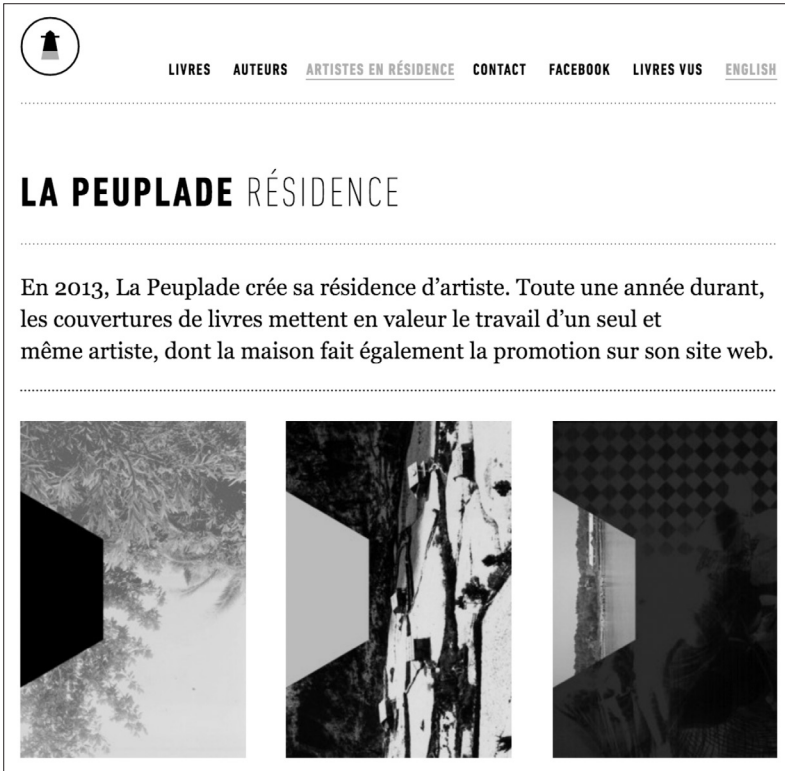 LIVRES AUTEURS ARTISTES EN RÉSIDENCE CONTACT FACEBOOK LIVRES VUS ENGLISH
LA PEUPLADE RÉSIDENCE
En 2013, La Peuplade crée sa résidence d’artiste. Toute une année durant,
les couvertures de livres mettent en valeur le travail d’un seul et
même artiste, dont la maison fait également la promotion sur son site web.